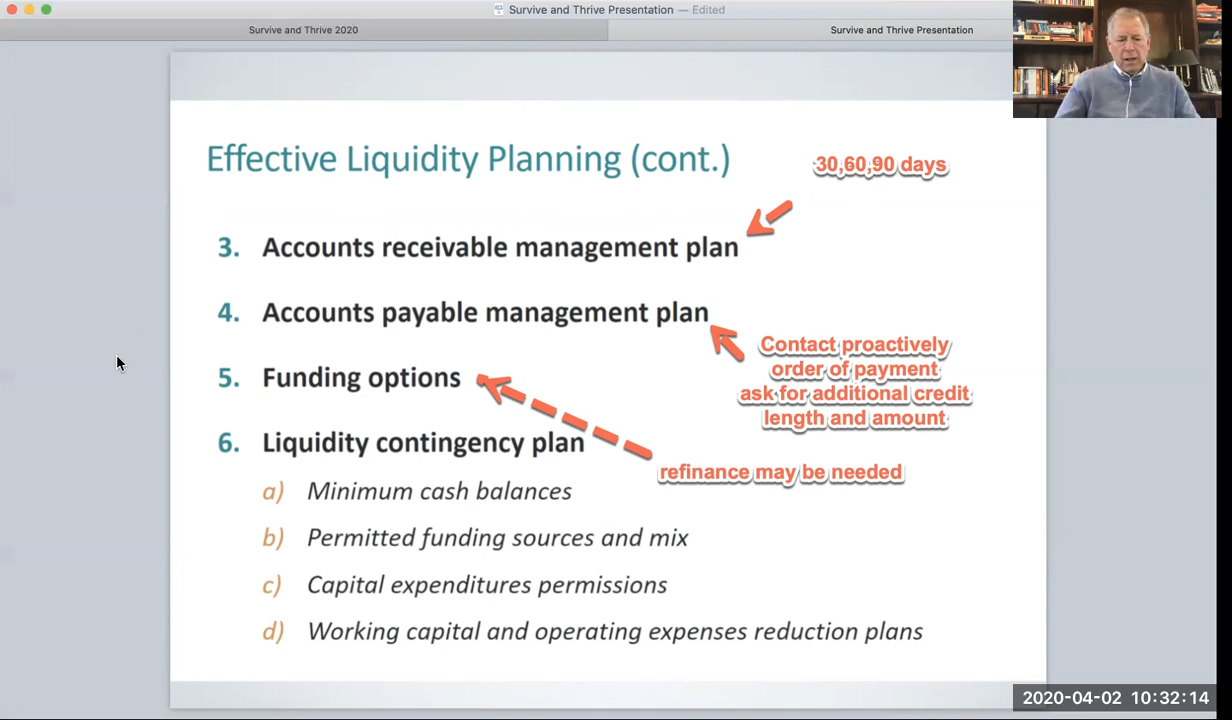 Survive and Thrive Presentation — Edited
Survive and Thrive 2020
Survive and Thrive Presentation
Effective Liquidity Planning (cont.)
30,60,90 days
3. Accounts receivable management plan
4. Accounts payable management plan
Contact proactively
order of payment
ask for additional credit
length and amount
5. Funding options
refinance may be needed
6. Liquidity contingency plan
a) Minimum cash balances
b) Permitted funding sources and mix
c) Capital expenditures permissions
d) Working capital and operating expenses reduction plans
2020-04-02 10:32:14